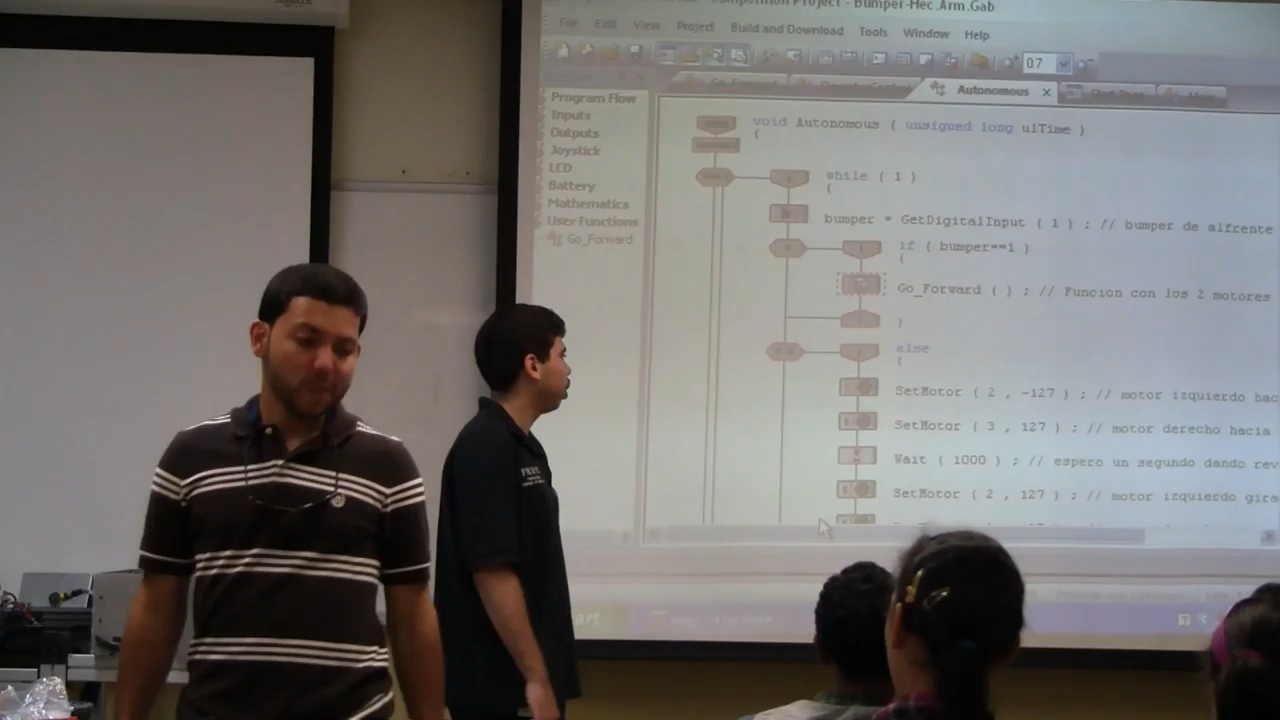 Competition Project - Bumper-Hec.Arm.Gab
File Edit View Project Build and Download Tools Window Help
0.7
Go_Forward OperatorControl Autonomous Start Page
Program Flow
Inputs
Outputs
Joystick
LCD
Battery
Mathematics
User Functions
Go_Forward
void Autonomous ( unsigned long ulTime )
{
while ( 1 )
{
bumper = GetDigitalInput ( 1 ) ; // bumper de alfrente
if ( bumper==1 )
{
Go_Forward ( ) ; // Funcion con los 2 motores
}
else
{
SetMotor ( 2 , -127 ) ; // motor izquierdo hac
SetMotor ( 3 , 127 ) ; // motor derecho hacia
Wait ( 1000 ) ; // espero un segundo dando rev
SetMotor ( 2 , 127 ) ; // motor izquierdo gira